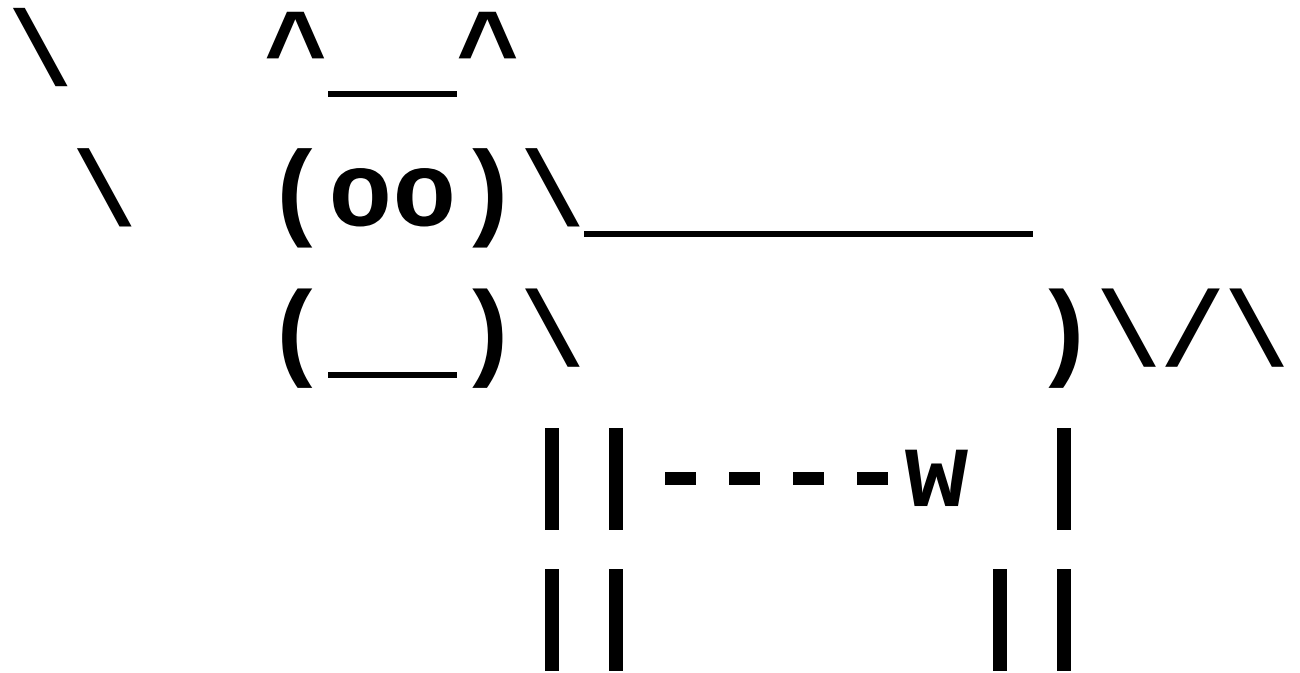 \   ^__^
 \  (oo)\_______
    (__)\       )\/\
        ||----w |
        ||     ||